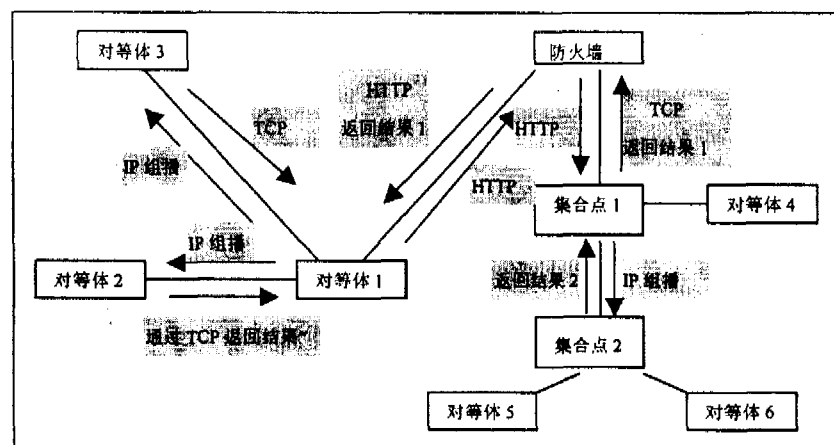 对等体 3
防火墙
HTTP
返回结果 1
TCP
HTTP
TCP
返回结果 1
IP 组播
HTTP
集合点 1
对等体 4
IP 组播
对等体 2
对等体 1
返回结果 2
IP 组播
通过 TCP 返回结果
集合点 2
对等体 5
对等体 6